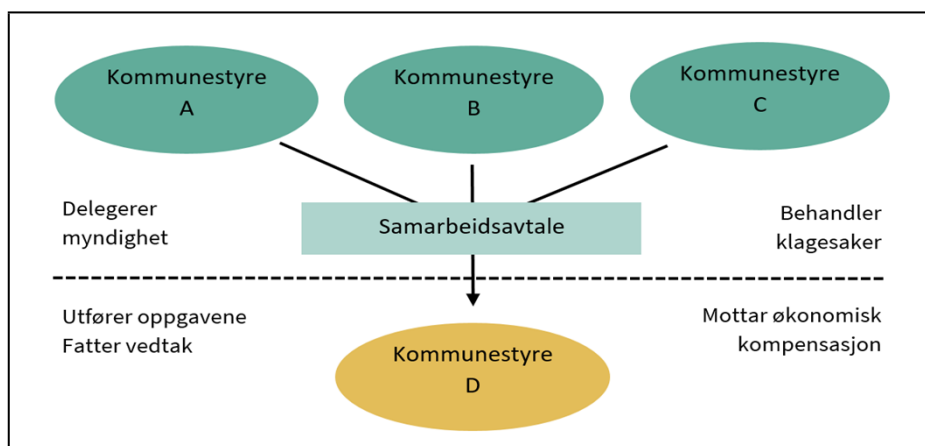 Kommunestyre
A
Kommunestyre
B
Kommunestyre
C
Delegerer
myndighet
Samarbeidsavtale
Behandler
klagesaker
Utfører oppgavene
Fatter vedtak
Mottar økonomisk
kompensasjon
Kommunestyre
D